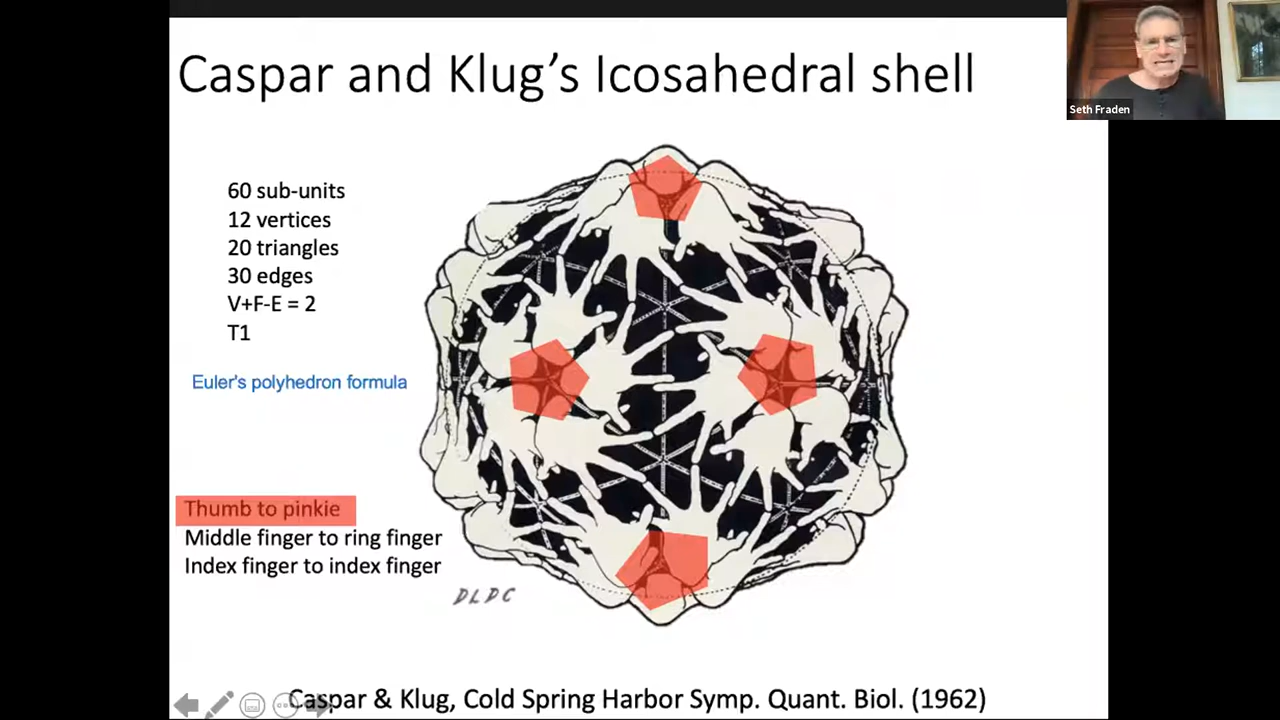 Caspar and Klug's Icosahedral shell
Seth Fraden
60 sub-units
12 vertices
20 triangles
30 edges
V+F-E = 2
T1
Euler's polyhedron formula
Thumb to pinkie
Middle finger to ring finger
Index finger to index finger
DLDC
Caspar & Klug, Cold Spring Harbor Symp. Quant. Biol. (1962)